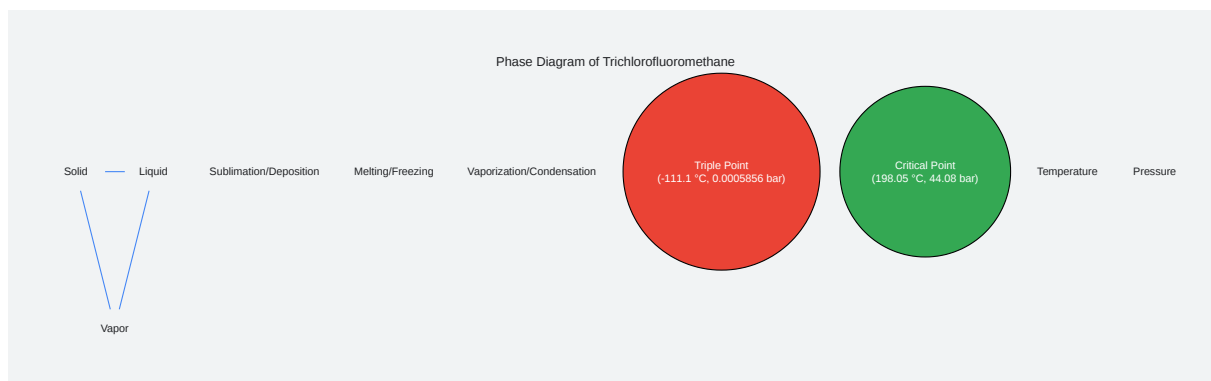 Phase Diagram of Trichlorofluoromethane
Solid
Liquid
Sublimation/Deposition
Melting/Freezing
Vaporization/Condensation
Triple Point
(-111.1 °C, 0.0005856 bar)
Critical Point
(198.05 °C, 44.08 bar)
Temperature
Pressure
Vapor